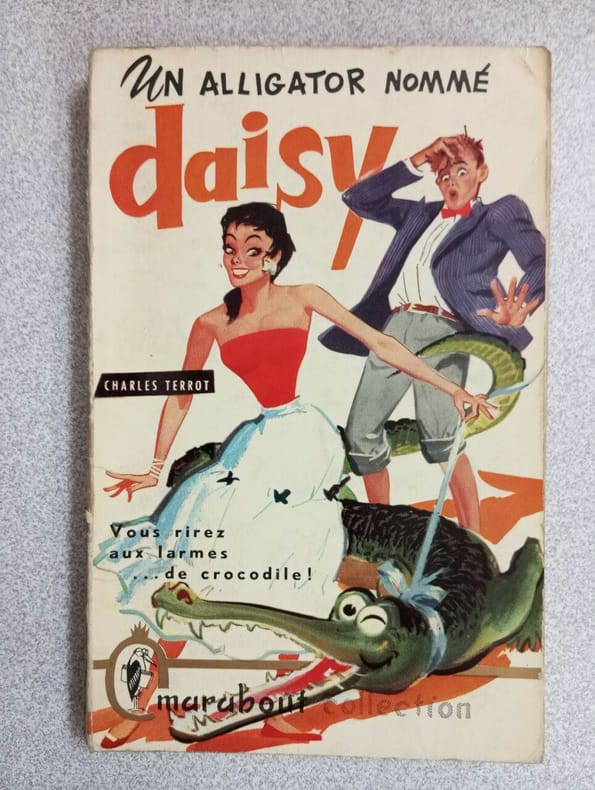 UN ALLIGATOR NOMMÉ
daisy
CHARLES TERROT
Vous rirez
aux larmes
...de crocodile!
marabout collection